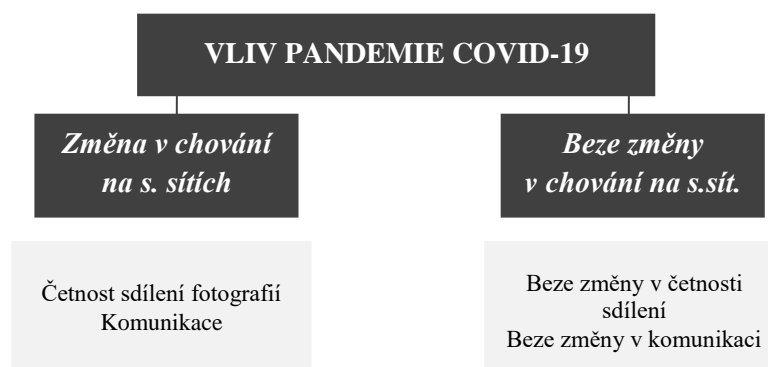 VLIV PANDEMIE COVID-19
Změna v chování
na s. sítích
Beze změny
v chování na s.sít.
Četnost sdílení fotografií
Komunikace
Beze změny v četnosti
sdílení
Beze změny v komunikaci